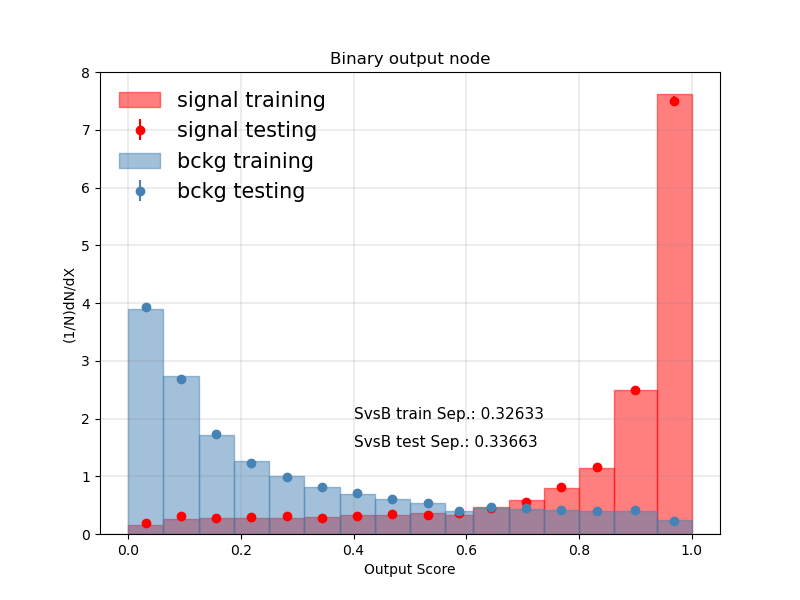 Binary output node
signal training
signal testing
bckg training
bckg testing
SvsB train Sep.: 0.32633
SvsB test Sep.: 0.33663
(1/N)dN/dX
8
7
6
5
4
3
2
1
0
0.0 0.2 0.4 0.6 0.8 1.0
Output Score